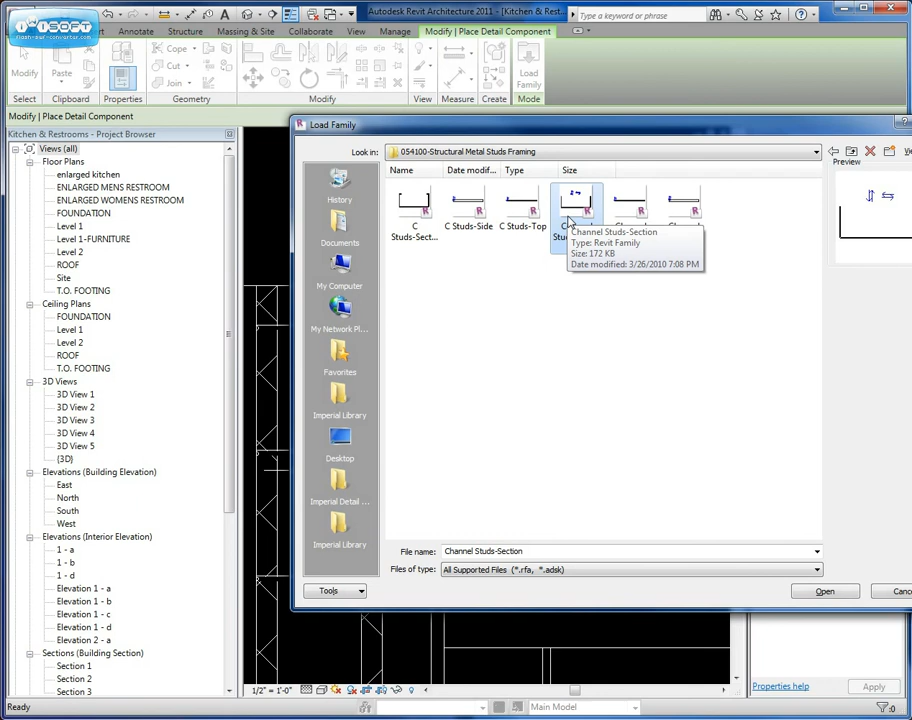 Autodesk Revit Architecture 2011 - [Kitchen & Rest...
Type a keyword or phrase
Annotate
Structure
Massing & Site
Collaborate
View
Manage
Modify | Place Detail Component
Modify
Paste
Cope
Cut
Join
Load
Family
Select
Clipboard
Properties
Geometry
Modify
View
Measure
Create
Mode
Modify | Place Detail Component
Kitchen & Restrooms - Project Browser
Views (all)
Floor Plans
enlarged kitchen
ENLARGED MENS RESTROOM
ENLARGED WOMENS RESTROOM
FOUNDATION
Level 1
Level 1-FURNITURE
Level 2
ROOF
Site
T.O. FOOTING
Ceiling Plans
FOUNDATION
Level 1
Level 2
ROOF
T.O. FOOTING
3D Views
3D View 1
3D View 2
3D View 3
3D View 4
3D View 5
{3D}
Elevations (Building Elevation)
East
North
South
West
Elevations (Interior Elevation)
1 - a
1 - b
1 - d
Elevation 1 - a
Elevation 1 - b
Elevation 1 - c
Elevation 1 - d
Elevation 2 - a
Sections (Building Section)
Section 1
Section 2
Section 3
Load Family
Look in:
054100-Structural Metal Studs Framing
Name
Date modif...
Type
Size
Preview
C
Studs-Sect...
C Studs-Side
C Studs-Top
Channel Studs-Section
Type: Revit Family
Size: 172 KB
Date modified: 3/26/2010 7:08 PM
History
Documents
My Computer
My Network Pl...
Favorites
Imperial Library
Desktop
Imperial Detail ...
Imperial Library
File name:
Channel Studs-Section
Files of type:
All Supported Files (*.rfa, *.adsk)
Tools
Open
Canc
1/2" = 1'-0"
Properties help
Apply
Ready
:0
Main Model
:0